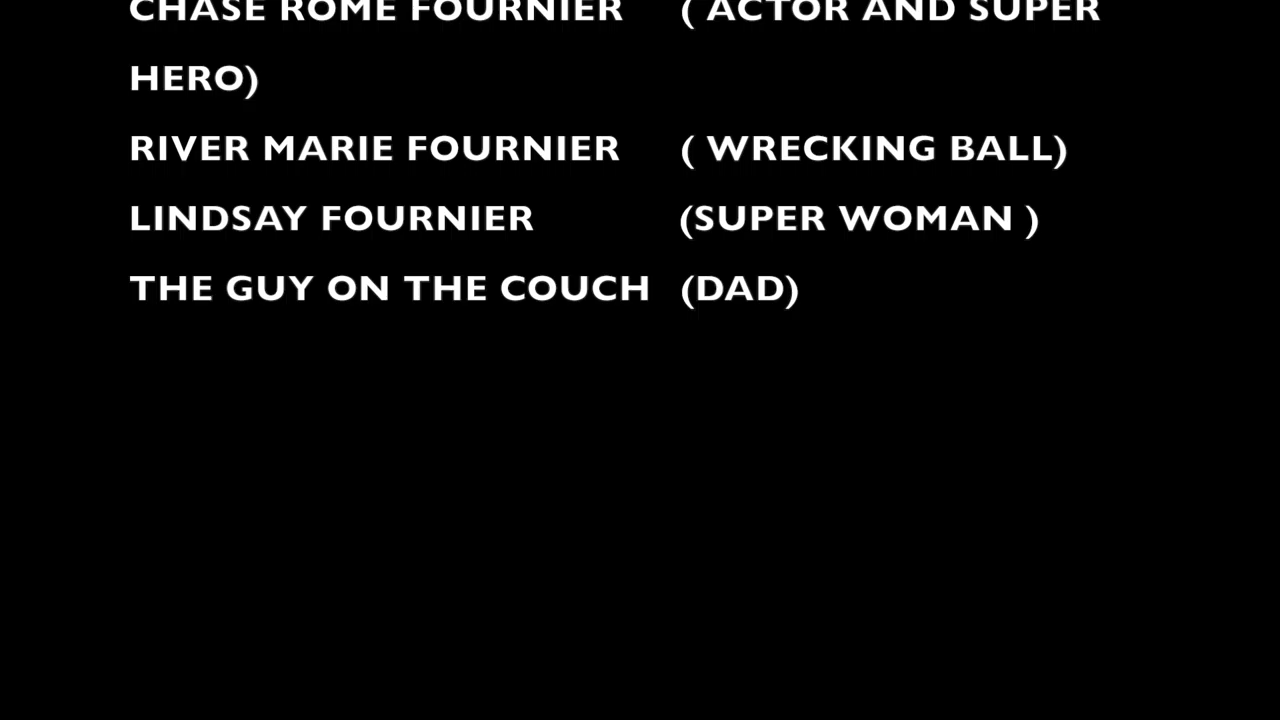 CHASE ROME FOURNIER ( ACTOR AND SUPER
HERO)
RIVER MARIE FOURNIER ( WRECKING BALL)
LINDSAY FOURNIER (SUPER WOMAN )
THE GUY ON THE COUCH (DAD)